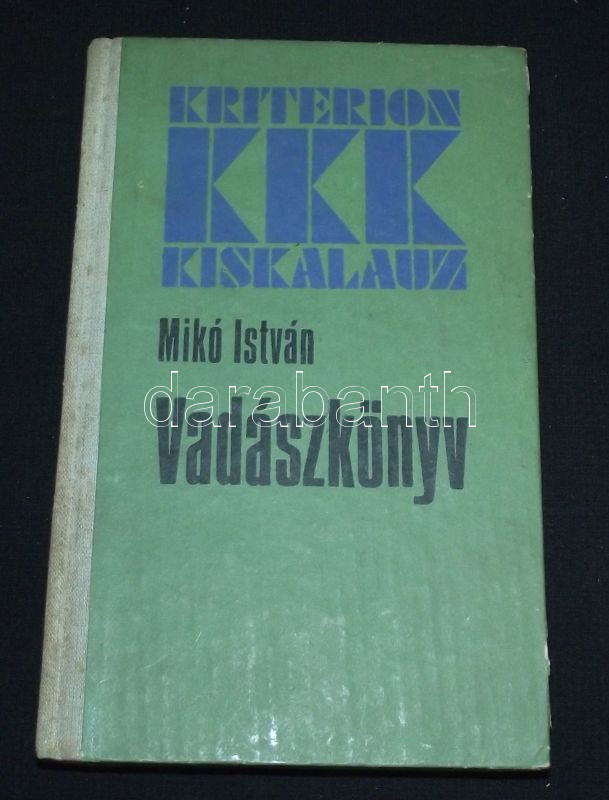 KRITERION
KKK
KISKALAUZ
Mikó István
darabanth
Vadászkönyv